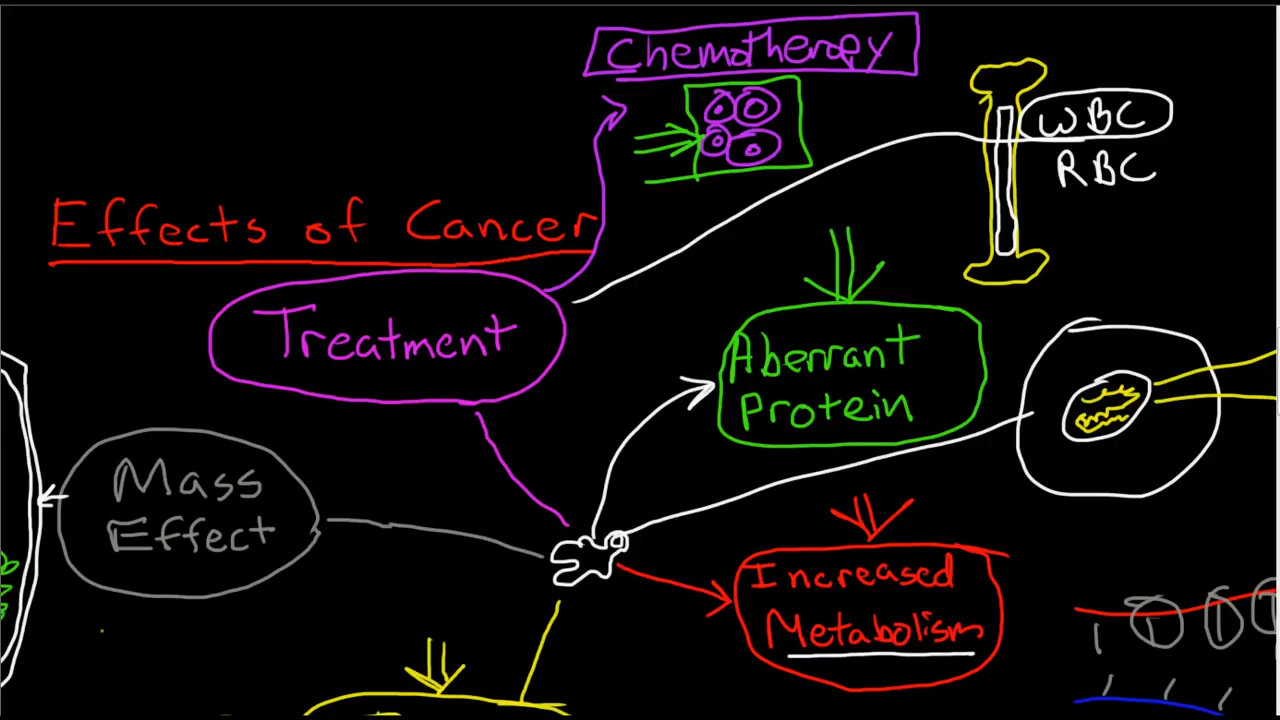 Chemotherapy
WBC
RBC
Effects of Cancer
Treatment
Aberrant
Protein
Mass
Effect
Increased
Metabolism